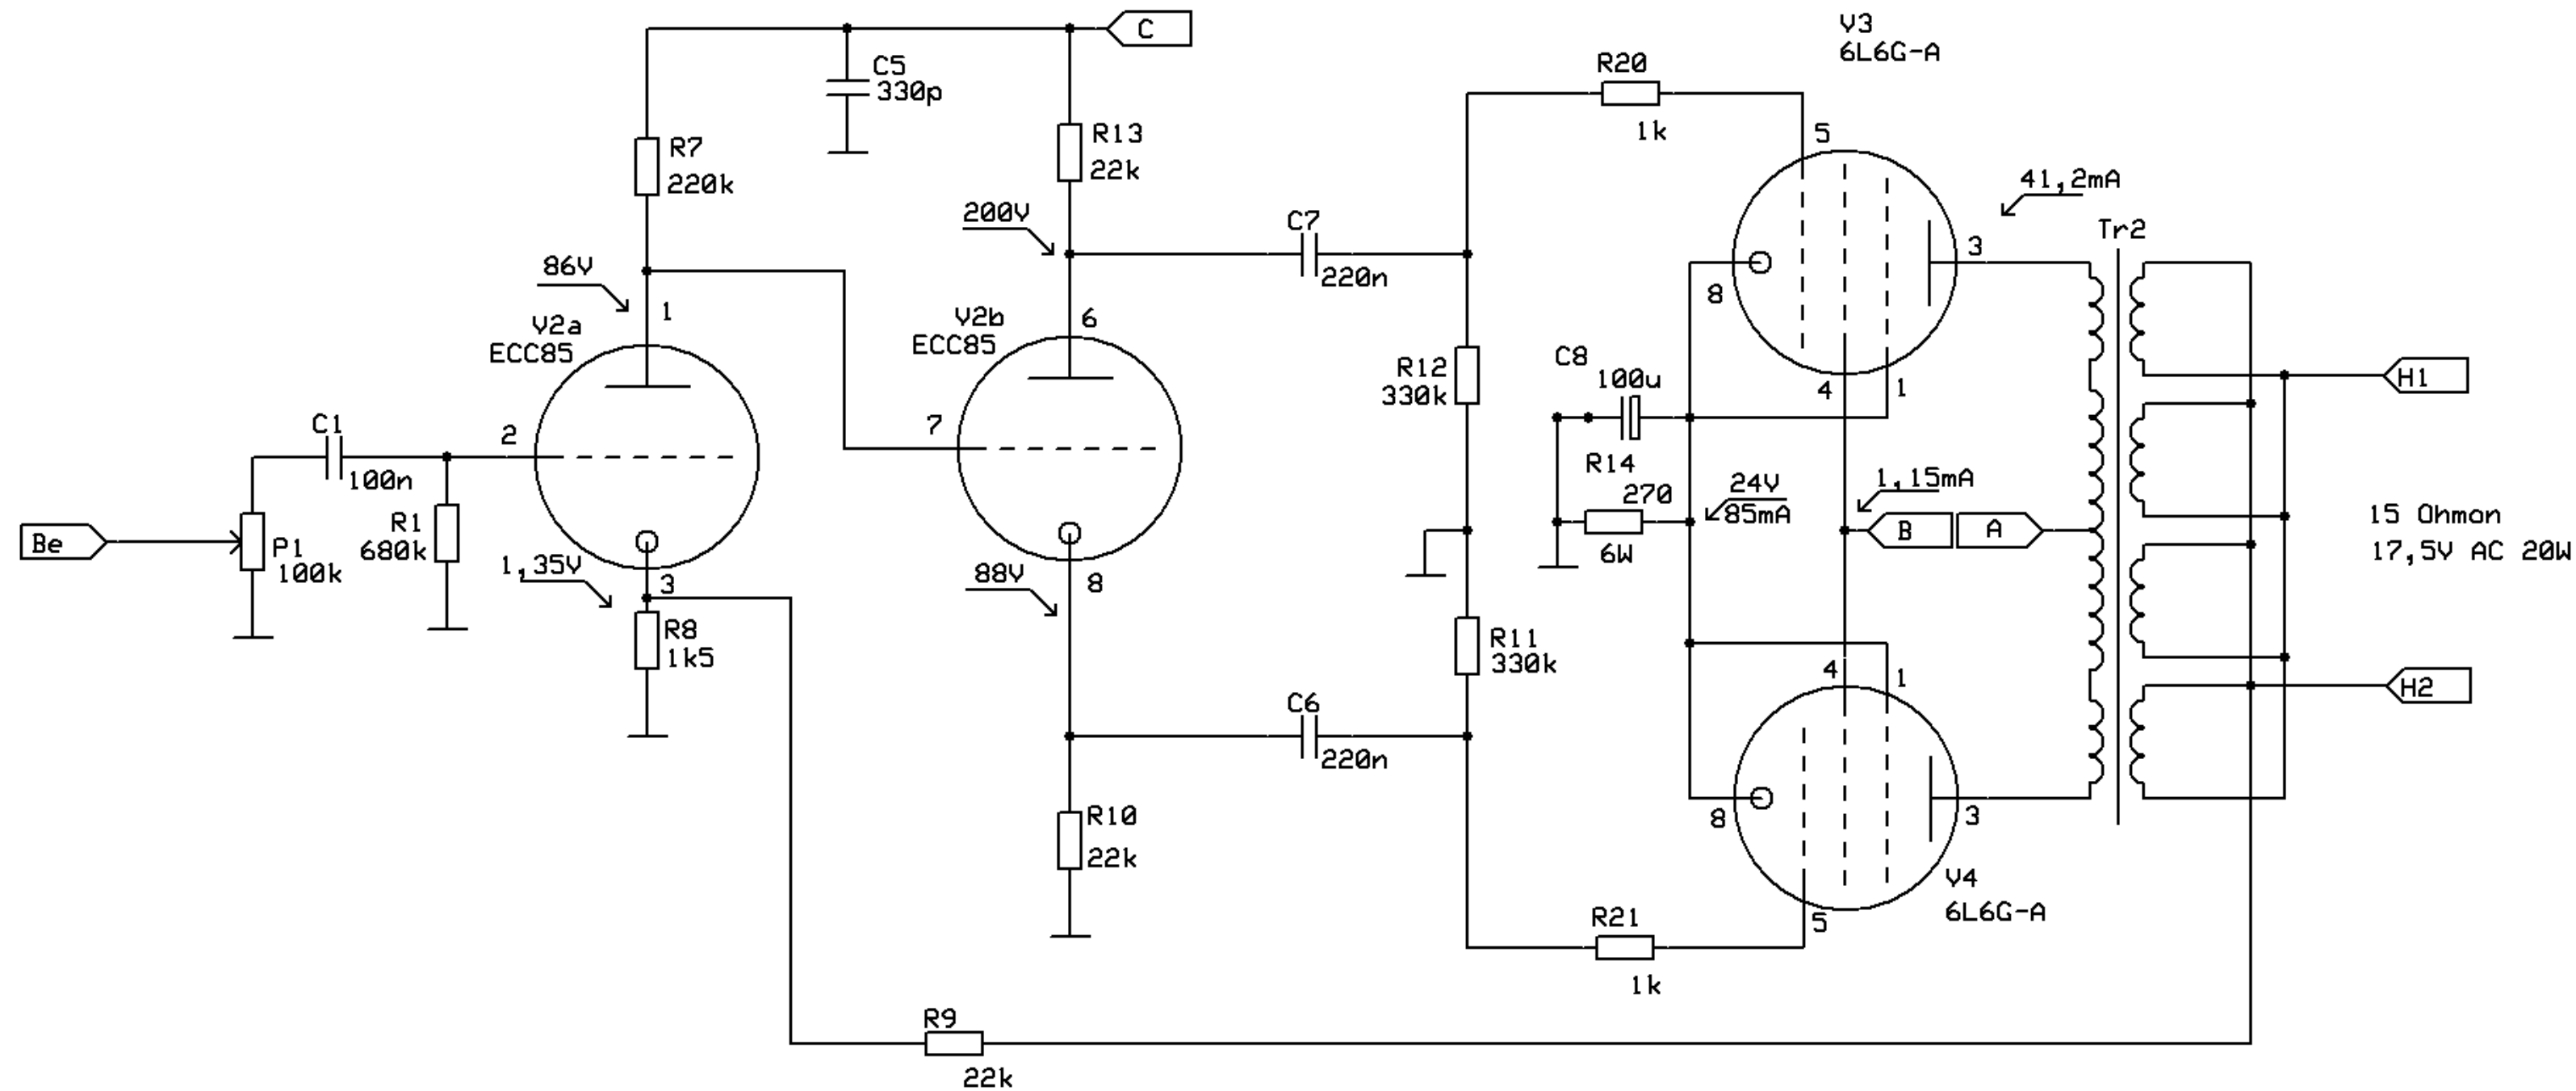 C
V3
6L6G-A
C5
330p
R20
1k
R13
22k
R7
220k
5
41,2mA
200V
C7
220n
Tr2
3
86V
1
8
V2a
ECC85
V2b
ECC85
6
C8
100u
R12
330k
4
1
H1
C1
100n
2
7
R14
270
6W
24V
85mA
1,15mA
B
A
15 Ohmon
17,5V AC 20W
Be
P1
100k
R1
680k
1,35V
3
88V
8
R8
1k5
R11
330k
4
1
H2
C6
220n
R10
22k
8
3
V4
6L6G-A
5
R21
1k
R9
22k